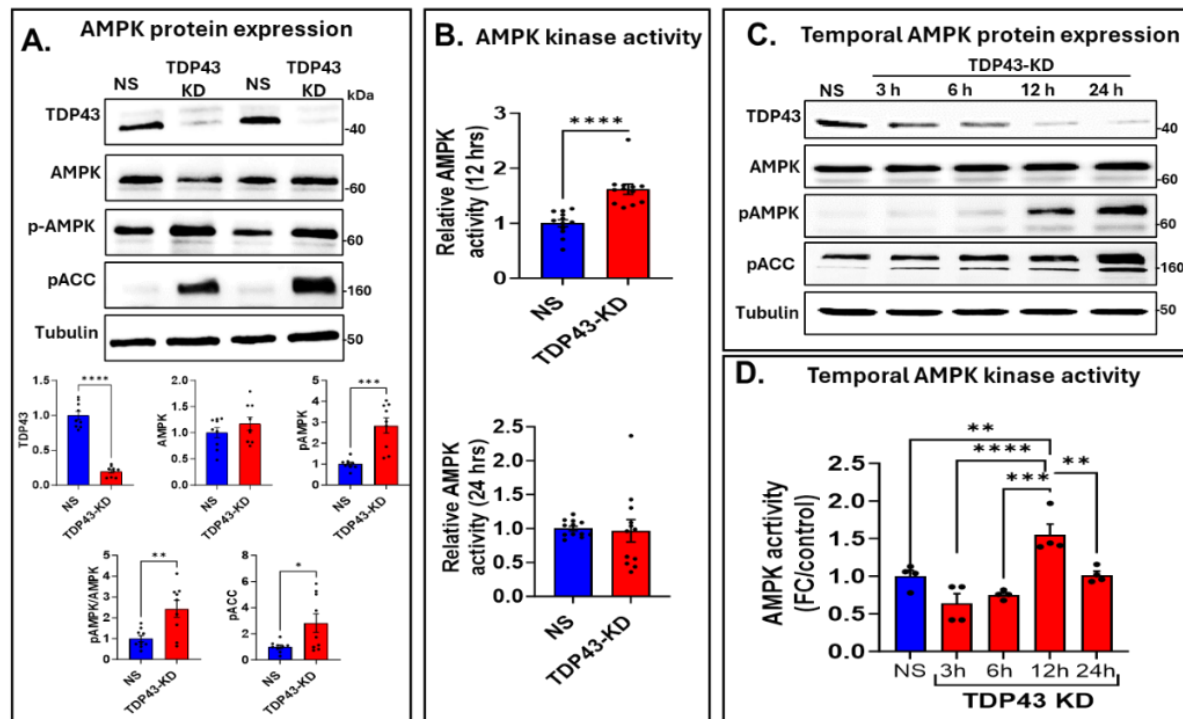 A. AMPK protein expression
NS TDP43 KD NS TDP43 KD
kDa
TDP43
-40
AMPK
-60
p-AMPK
-60
pACC
-160
Tubulin
-50
****
1.5
1.0
0.5
0.0
TDP43
NS
TDP43-KD
2.0
1.5
1.0
0.5
0.0
AMPK
NS
TDP43-KD
***
5
4
3
2
1
0
pAMPK
NS
TDP43-KD
**
5
4
3
2
1
0
pAMPK/AMPK
NS
TDP43-KD
*
8
6
4
2
0
pACC
NS
TDP43-KD
B. AMPK kinase activity
****
3
2
1
0
Relative AMPK
activity (12 hrs)
NS
TDP43-KD
2.5
2.0
1.5
1.0
0.5
0.0
Relative AMPK
activity (24 hrs)
NS
TDP43-KD
C. Temporal AMPK protein expression
TDP43-KD
NS 3 h 6 h 12 h 24 h
TDP43
-40
AMPK
60
pAMPK
60
pACC
-160
Tubulin
-50
D. Temporal AMPK kinase activity
**
****
**
***
2.5
2.0
1.5
1.0
0.5
0.0
AMPK acrtivity
(FC/control)
NS 3h 6h 12h 24h
TDP43 KD